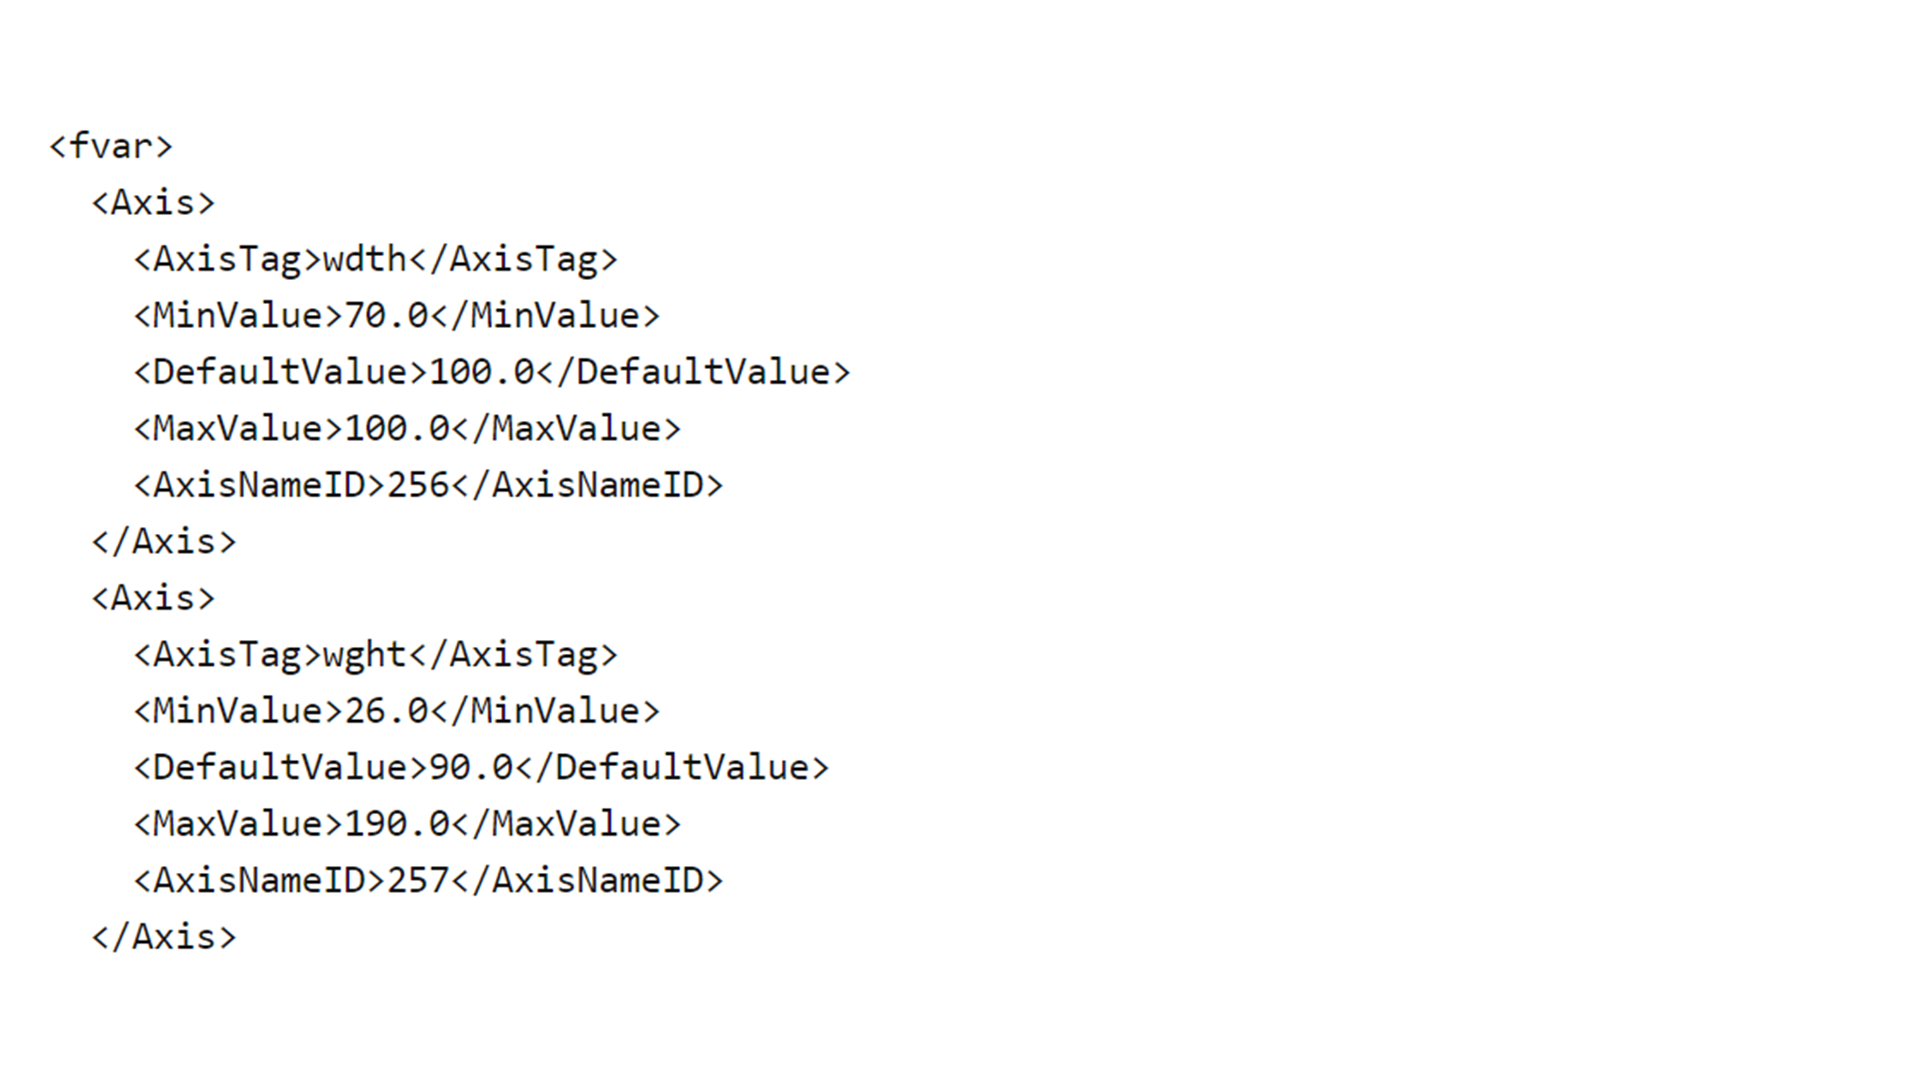 <fvar>
<Axis>
<AxisTag>wdth</AxisTag>
<MinValue>70.0</MinValue>
<DefaultValue>100.0</DefaultValue>
<MaxValue>100.0</MaxValue>
<AxisNameID>256</AxisNameID>
</Axis>
<Axis>
<AxisTag>wght</AxisTag>
<MinValue>26.0</MinValue>
<DefaultValue>90.0</DefaultValue>
<MaxValue>190.0</MaxValue>
<AxisNameID>257</AxisNameID>
</Axis>